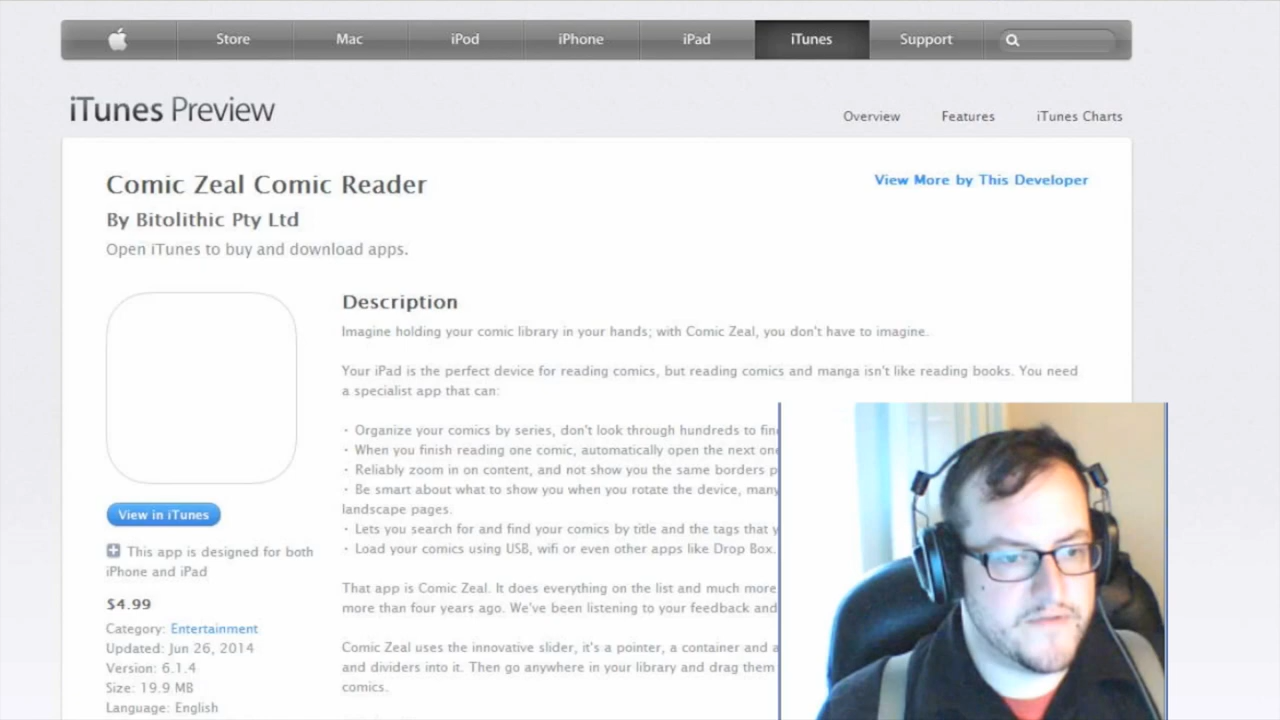 Store Mac iPod iPhone iPad iTunes Support
iTunes Preview
Overview Features iTunes Charts
Comic Zeal Comic Reader
View More by This Developer
By Bitolithic Pty Ltd
Open iTunes to buy and download apps.
Description
Imagine holding your comic library in your hands; with Comic Zeal, you don't have to imagine.
Your iPad is the perfect device for reading comics, but reading comics and manga isn't like reading books. You need
a specialist app that can:
· Organize your comics by series, don't look through hundreds to
· When you finish reading one comic, automatically open the next
· Reliably zoom in on content, and not show you the same borders
· Be smart about what to show you when you rotate the device, many
landscape pages.
· Lets you search for and find your comics by title and the tags that
· Load your comics using USB, wifi or even other apps like Drop Box.
That app is Comic Zeal. It does everything on the list and much more
more than four years ago. We've been listening to your feedback and
Comic Zeal uses the innovative slider, it's a pointer, a container and
and dividers into it. Then go anywhere in your library and drag them
comics.
View in iTunes
This app is designed for both
iPhone and iPad
$4.99
Category: Entertainment
Updated: Jun 26, 2014
Version: 6.1.4
Size: 19.9 MB
Language: English